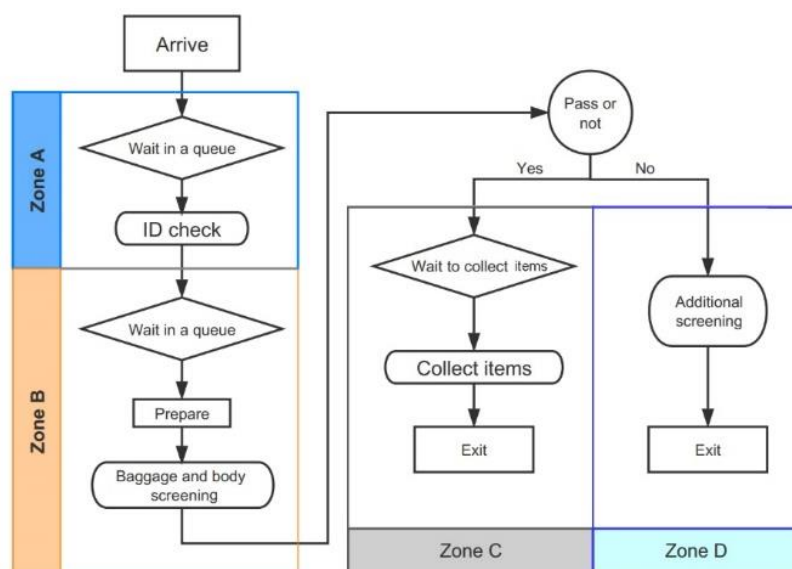 Arrive
Zone A
Wait in a queue
ID check
Zone B
Wait in a queue
Prepare
Baggage and body
screening
Pass or
not
Yes
No
Wait to collect items
Collect items
Exit
Zone C
Additional
screening
Exit
Zone D